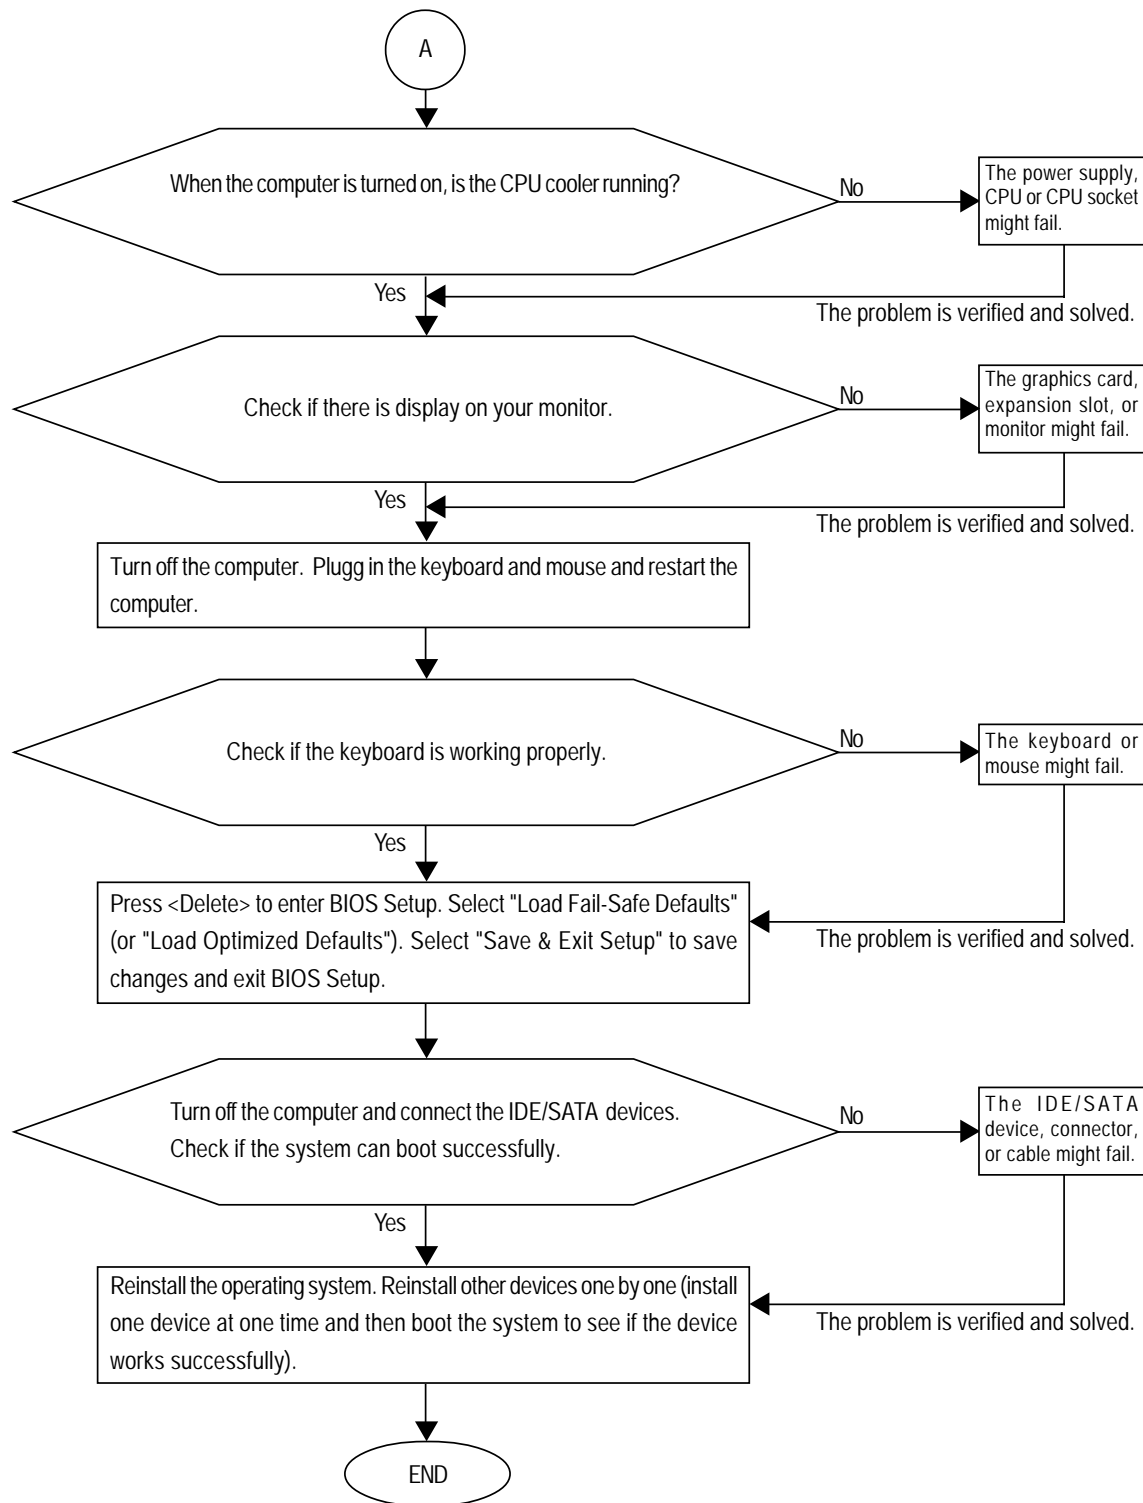 A
When the computer is turned on, is the CPU cooler running?
No
The power supply,
CPU or CPU socket
might fail.
Yes
The problem is verified and solved.
Check if there is display on your monitor.
No
The graphics card,
expansion slot, or
monitor might fail.
Yes
The problem is verified and solved.
Turn off the computer. Plugg in the keyboard and mouse and restart the
computer.
Check if the keyboard is working properly.
No
The keyboard or
mouse might fail.
Yes
Press <Delete> to enter BIOS Setup. Select "Load Fail-Safe Defaults"
(or "Load Optimized Defaults"). Select "Save & Exit Setup" to save
changes and exit BIOS Setup.
The problem is verified and solved.
Turn off the computer and connect the IDE/SATA devices.
Check if the system can boot successfully.
No
The IDE/SATA
device, connector,
or cable might fail.
Yes
Reinstall the operating system. Reinstall other devices one by one (install
one device at one time and then boot the system to see if the device
works successfully).
The problem is verified and solved.
END